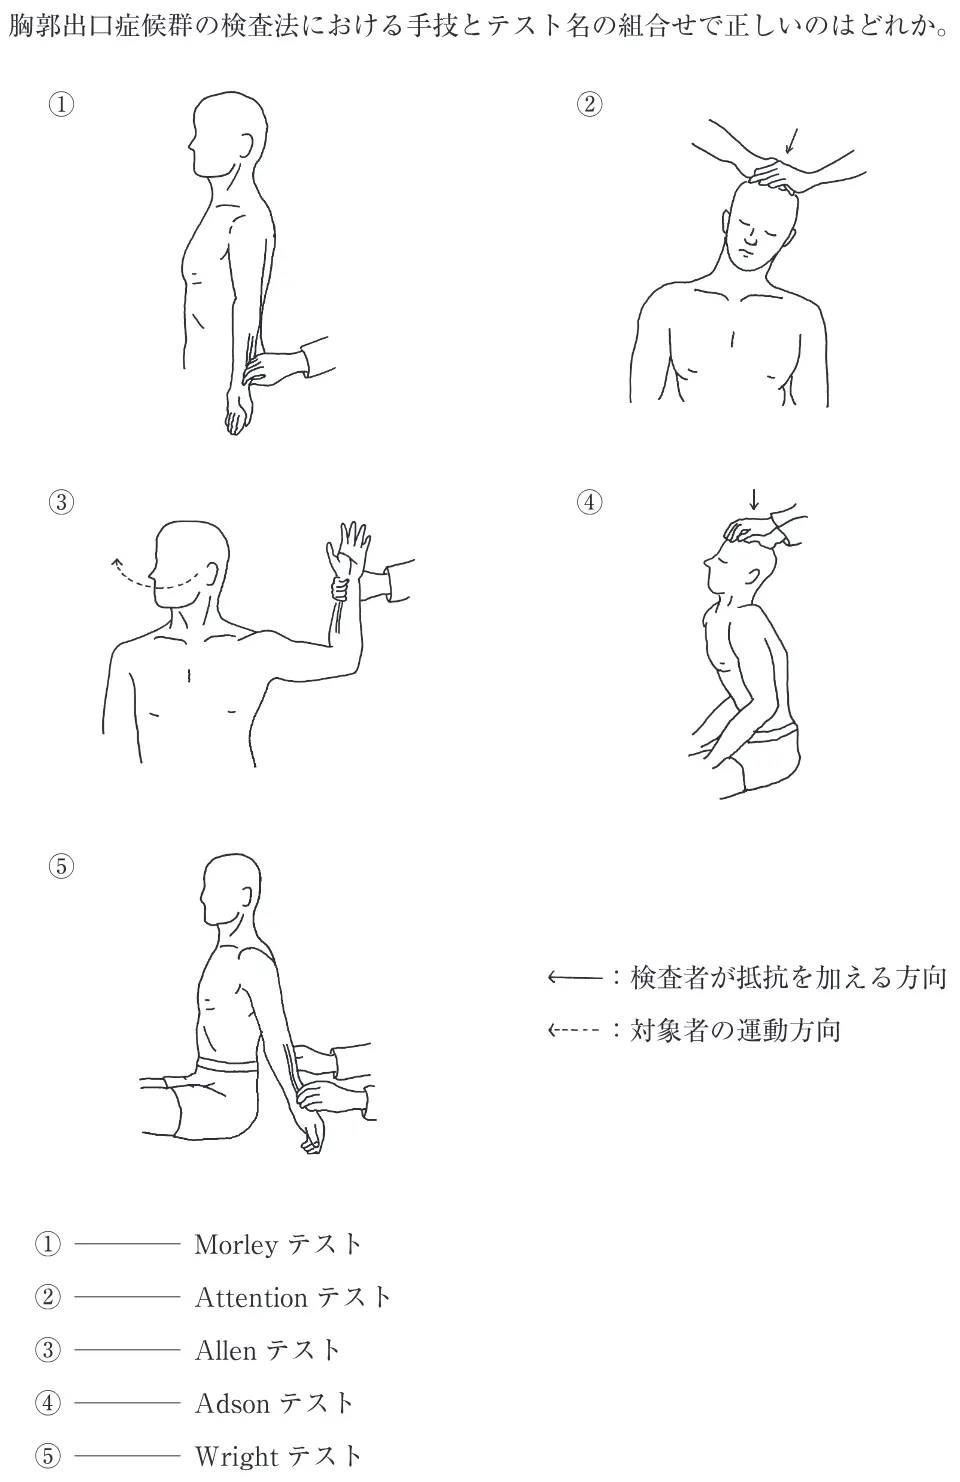 胸郭出口症候群の検査法における手技とテスト名の組合せで正しいのはどれか。
①
②
③
④
⑤
←：検査者が抵抗を加える方向
⇠：対象者の運動方向
① ――― Morley テスト
② ――― Attention テスト
③ ――― Allen テスト
④ ――― Adson テスト
⑤ ――― Wright テスト